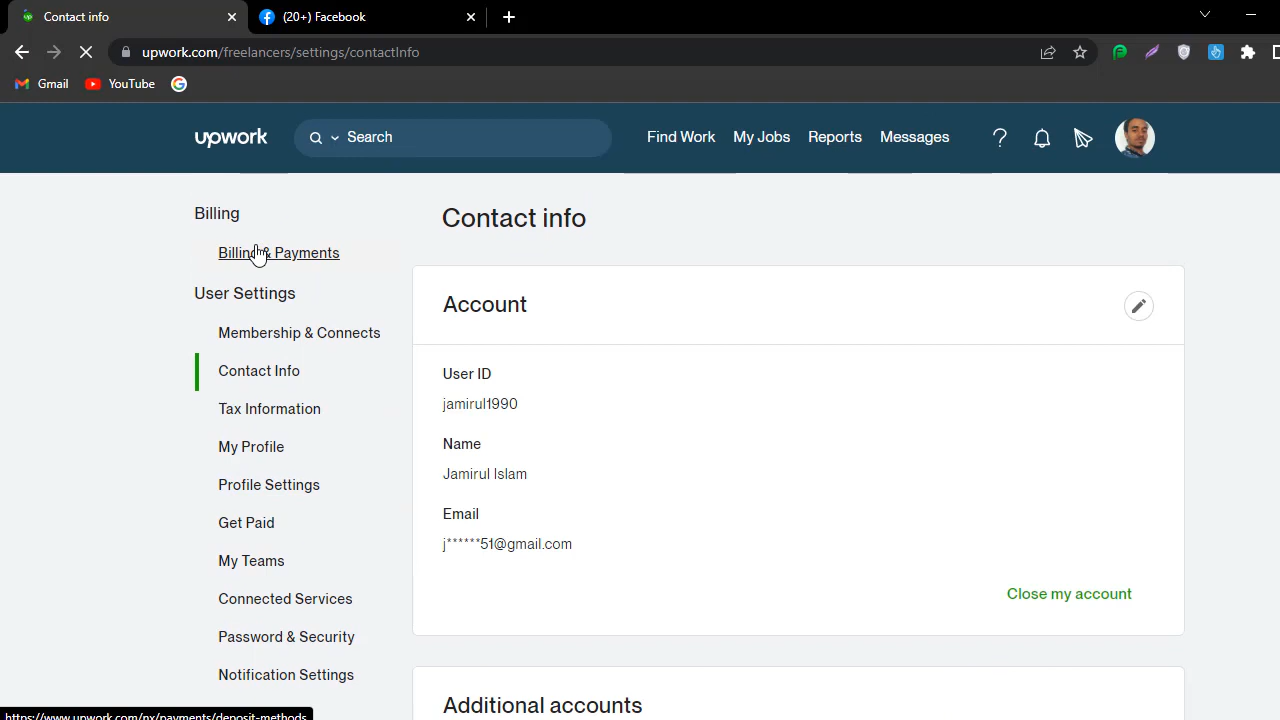 Contact info
(20+) Facebook
upwork.com/freelancers/settings/contactInfo
Gmail
YouTube
upwork
Search
Find Work
My Jobs
Reports
Messages
Billing
Billing & Payments
User Settings
Membership & Connects
Contact Info
Tax Information
My Profile
Profile Settings
Get Paid
My Teams
Connected Services
Password & Security
Notification Settings
Contact info
Account
User ID
jamirul1990
Name
Jamirul Islam
Email
j******51@gmail.com
Close my account
Additional accounts
https://www.upwork.com/nx/payments/deposit-methods